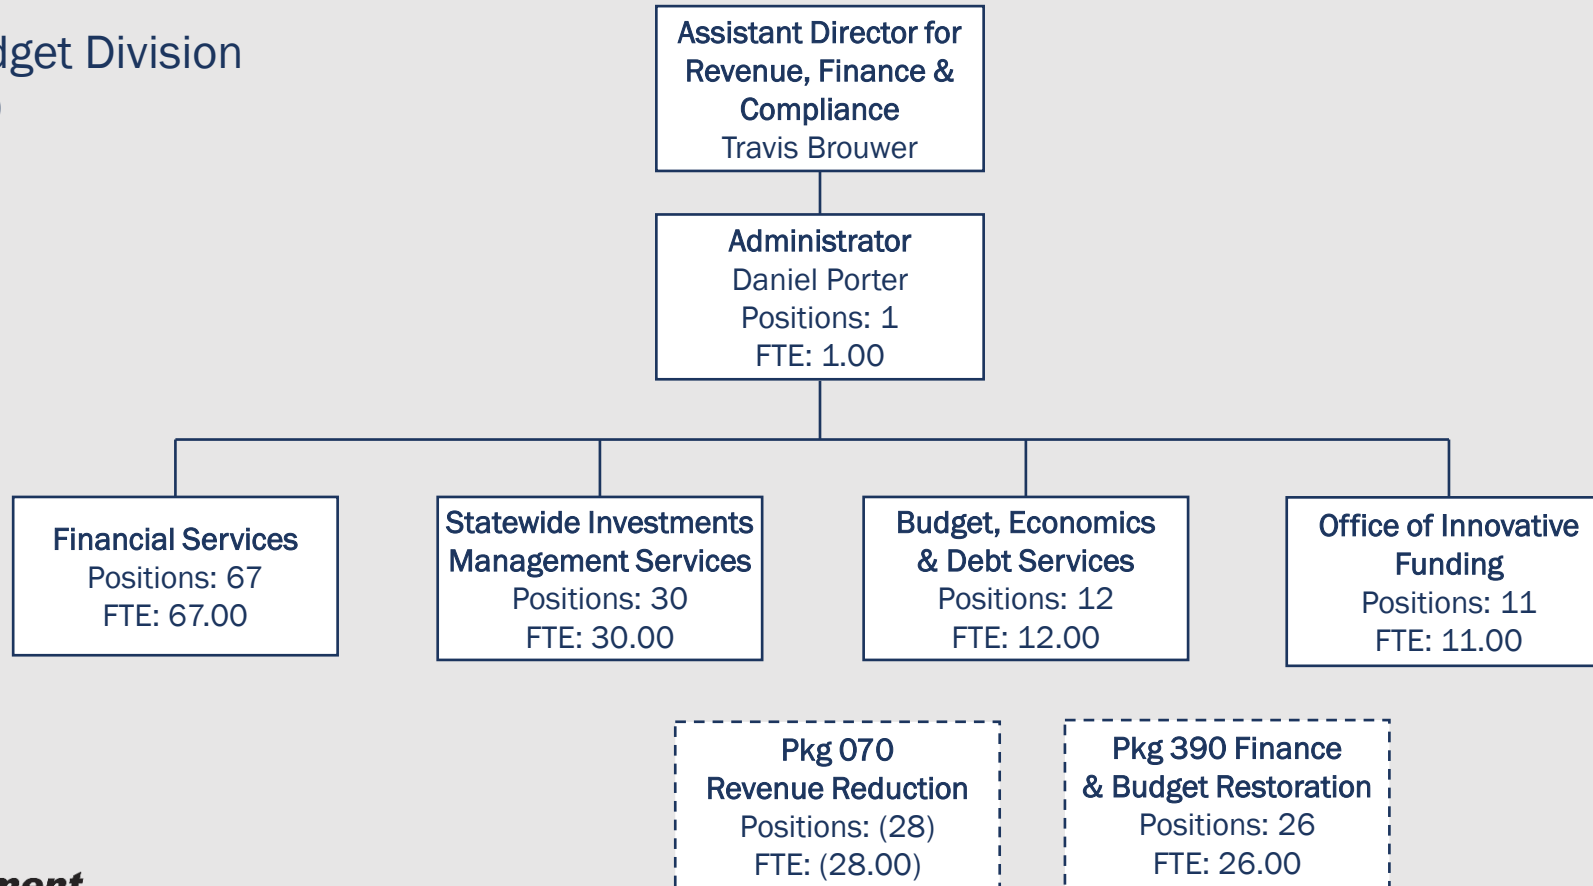 Division
Assistant Director for
Revenue, Finance &
Compliance
Travis Brouwer
Administrator
Daniel Porter
Positions: 1
FTE: 1.00
Financial Services
Positions: 67
FTE: 67.00
Statewide Investments
Management Services
Positions: 30
FTE: 30.00
Budget, Economics
& Debt Services
Positions: 12
FTE: 12.00
Office of Innovative
Funding
Positions: 11
FTE: 11.00
Pkg 070
Revenue Reduction
Positions: (28)
FTE: (28.00)
Pkg 390 Finance
& Budget Restoration
Positions: 26
FTE: 26.00